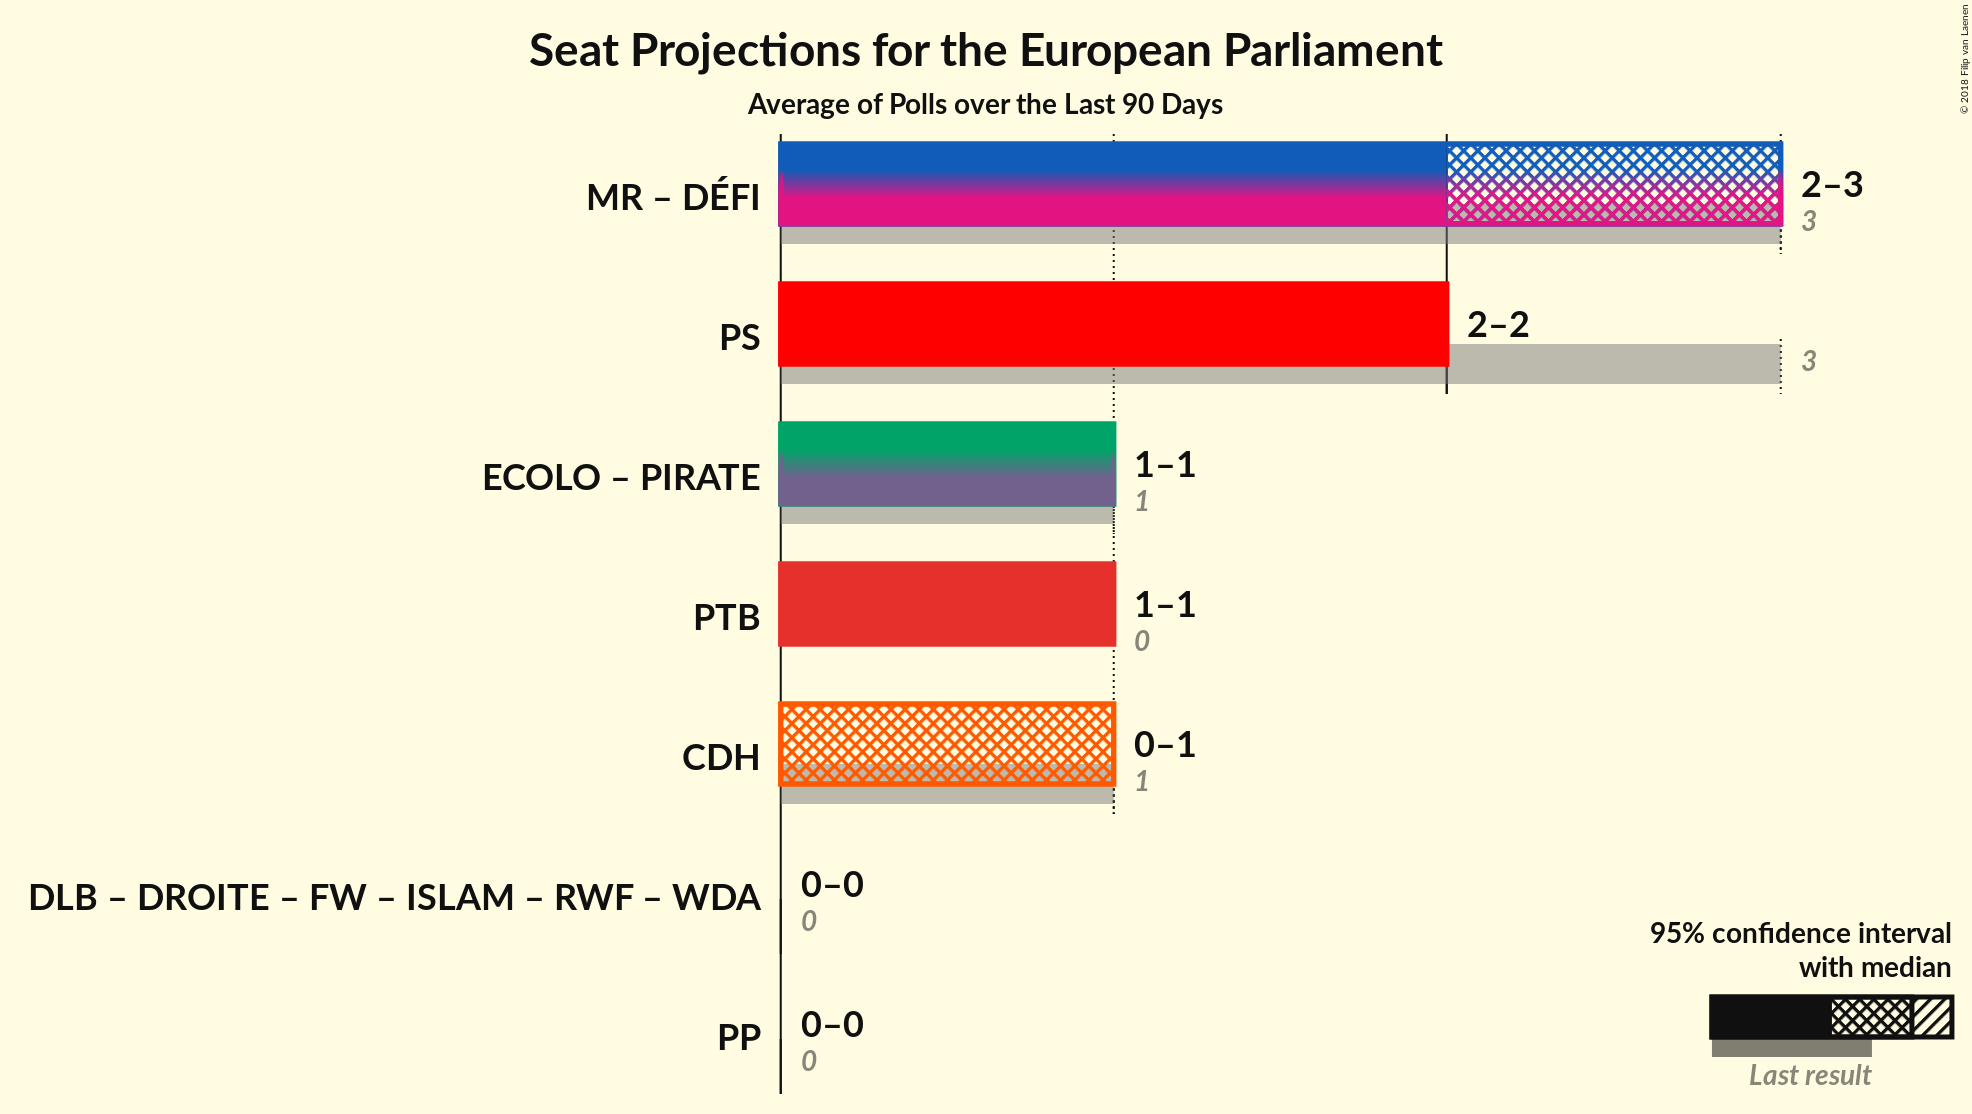 Seat Projections for the European Parliament
Average of Polls over the Last 90 Days
© 2018 Filip van Laenen
MR – DÉFI
2–3
3
PS
2–2
3
ECOLO – PIRATE
1–1
1
PTB
1–1
0
CDH
0–1
1
DLB – DROITE – FW – ISLAM – RWF – WDA
0–0
0
PP
0–0
0
95% confidence interval
with median
Last result